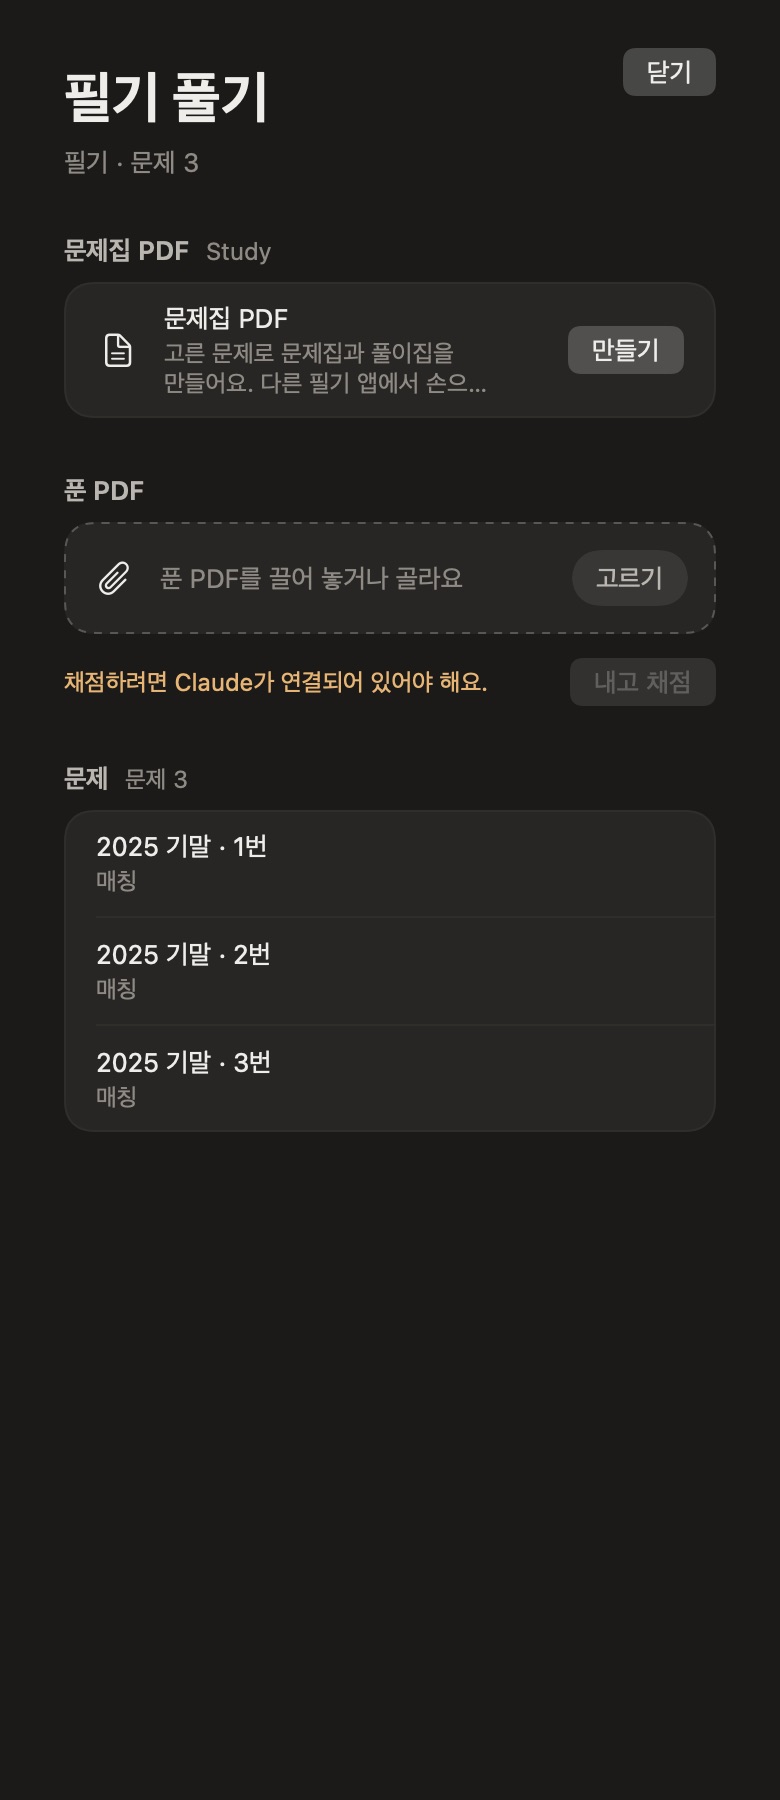 닫기
필기 풀기
필기 · 문제 3
문제집 PDF Study
문제집 PDF
고른 문제로 문제집과 풀이집을
만들어요. 다른 필기 앱에서 손으...
만들기
푼 PDF
푼 PDF를 끌어 놓거나 골라요
고르기
채점하려면 Claude가 연결되어 있어야 해요.
내고 채점
문제 문제 3
2025 기말 · 1번
매칭
2025 기말 · 2번
매칭
2025 기말 · 3번
매칭